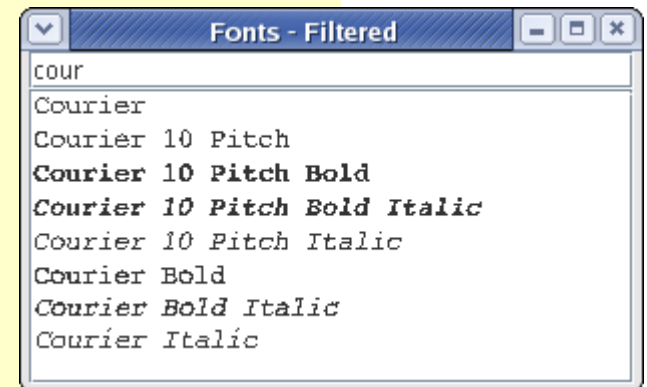 Fonts - Filtered
cour
Courier
Courier 10 Pitch
Courier 10 Pitch Bold
Courier 10 Pitch Bold Italic
Courier 10 Pitch Italic
Courier Bold
Courier Bold Italic
Courier Italic